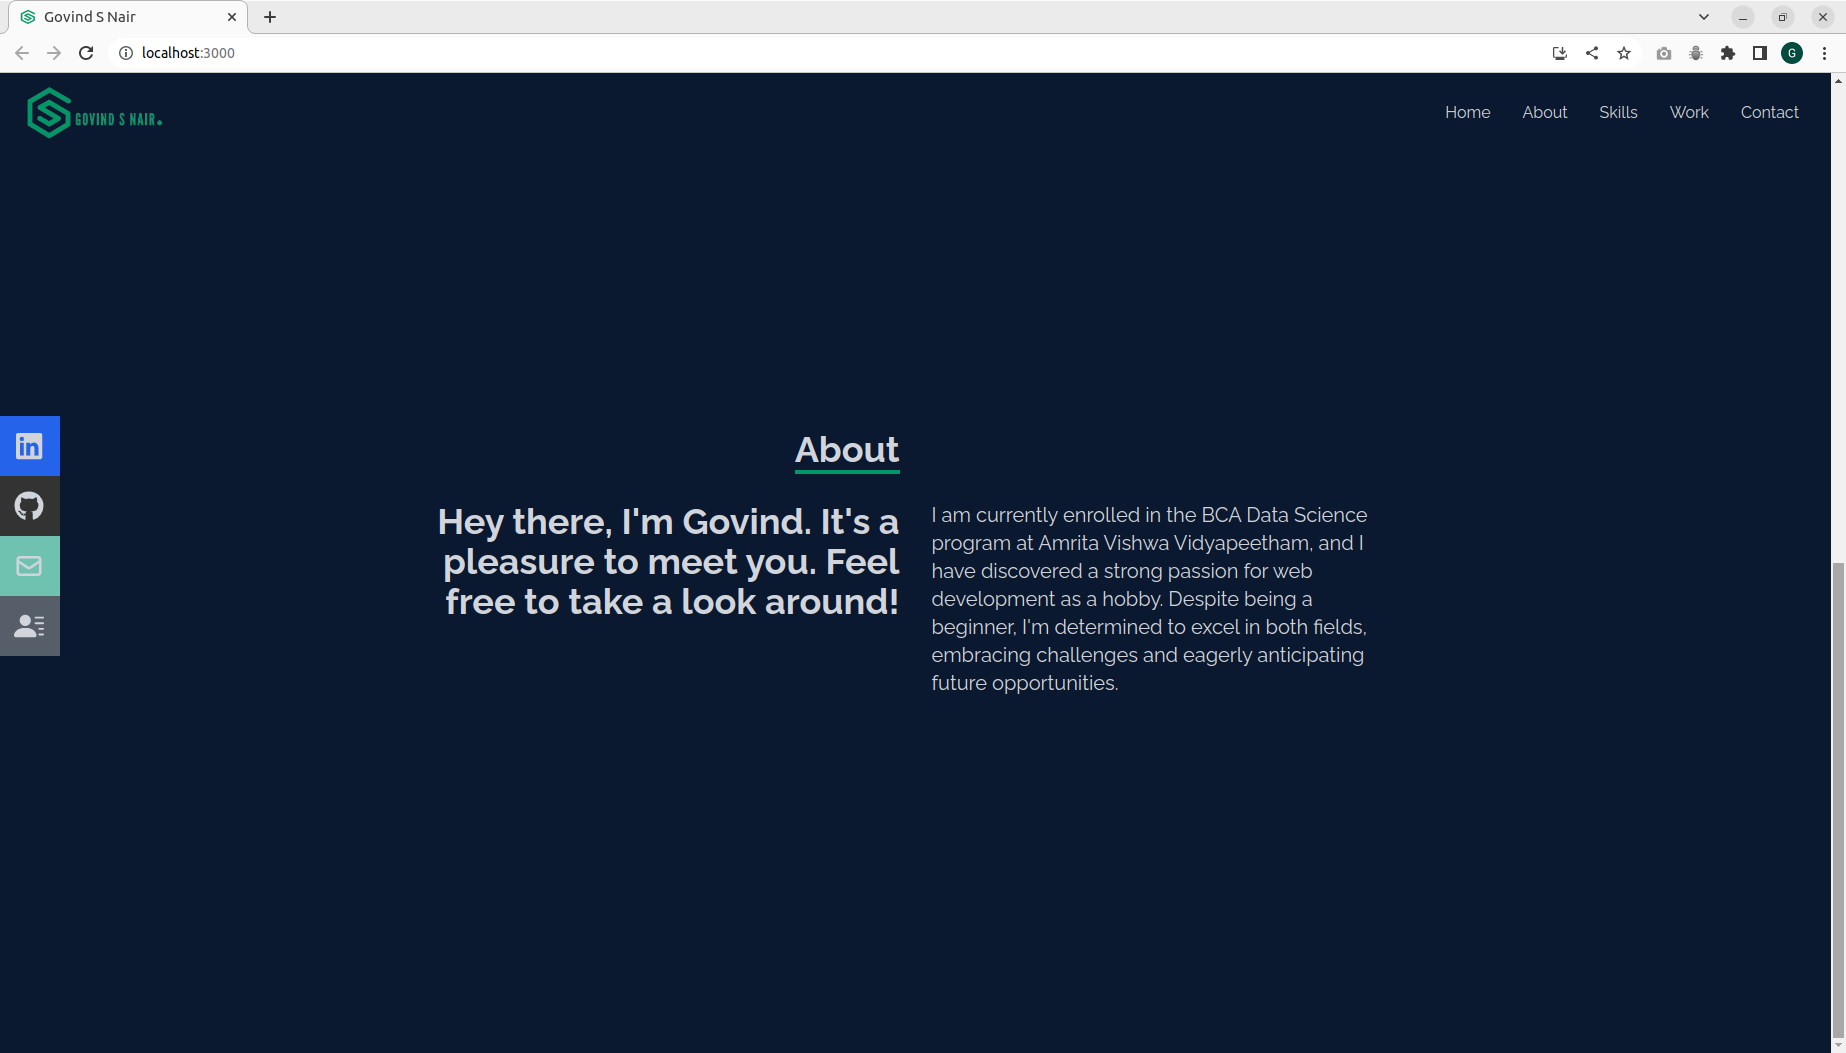 Govind S Nair
localhost:3000
G
GOVIND S NAIR.
Home About Skills Work Contact
in
About
Hey there, I'm Govind. It's a
pleasure to meet you. Feel
free to take a look around!
I am currently enrolled in the BCA Data Science
program at Amrita Vishwa Vidyapeetham, and I
have discovered a strong passion for web
development as a hobby. Despite being a
beginner, I'm determined to excel in both fields,
embracing challenges and eagerly anticipating
future opportunities.